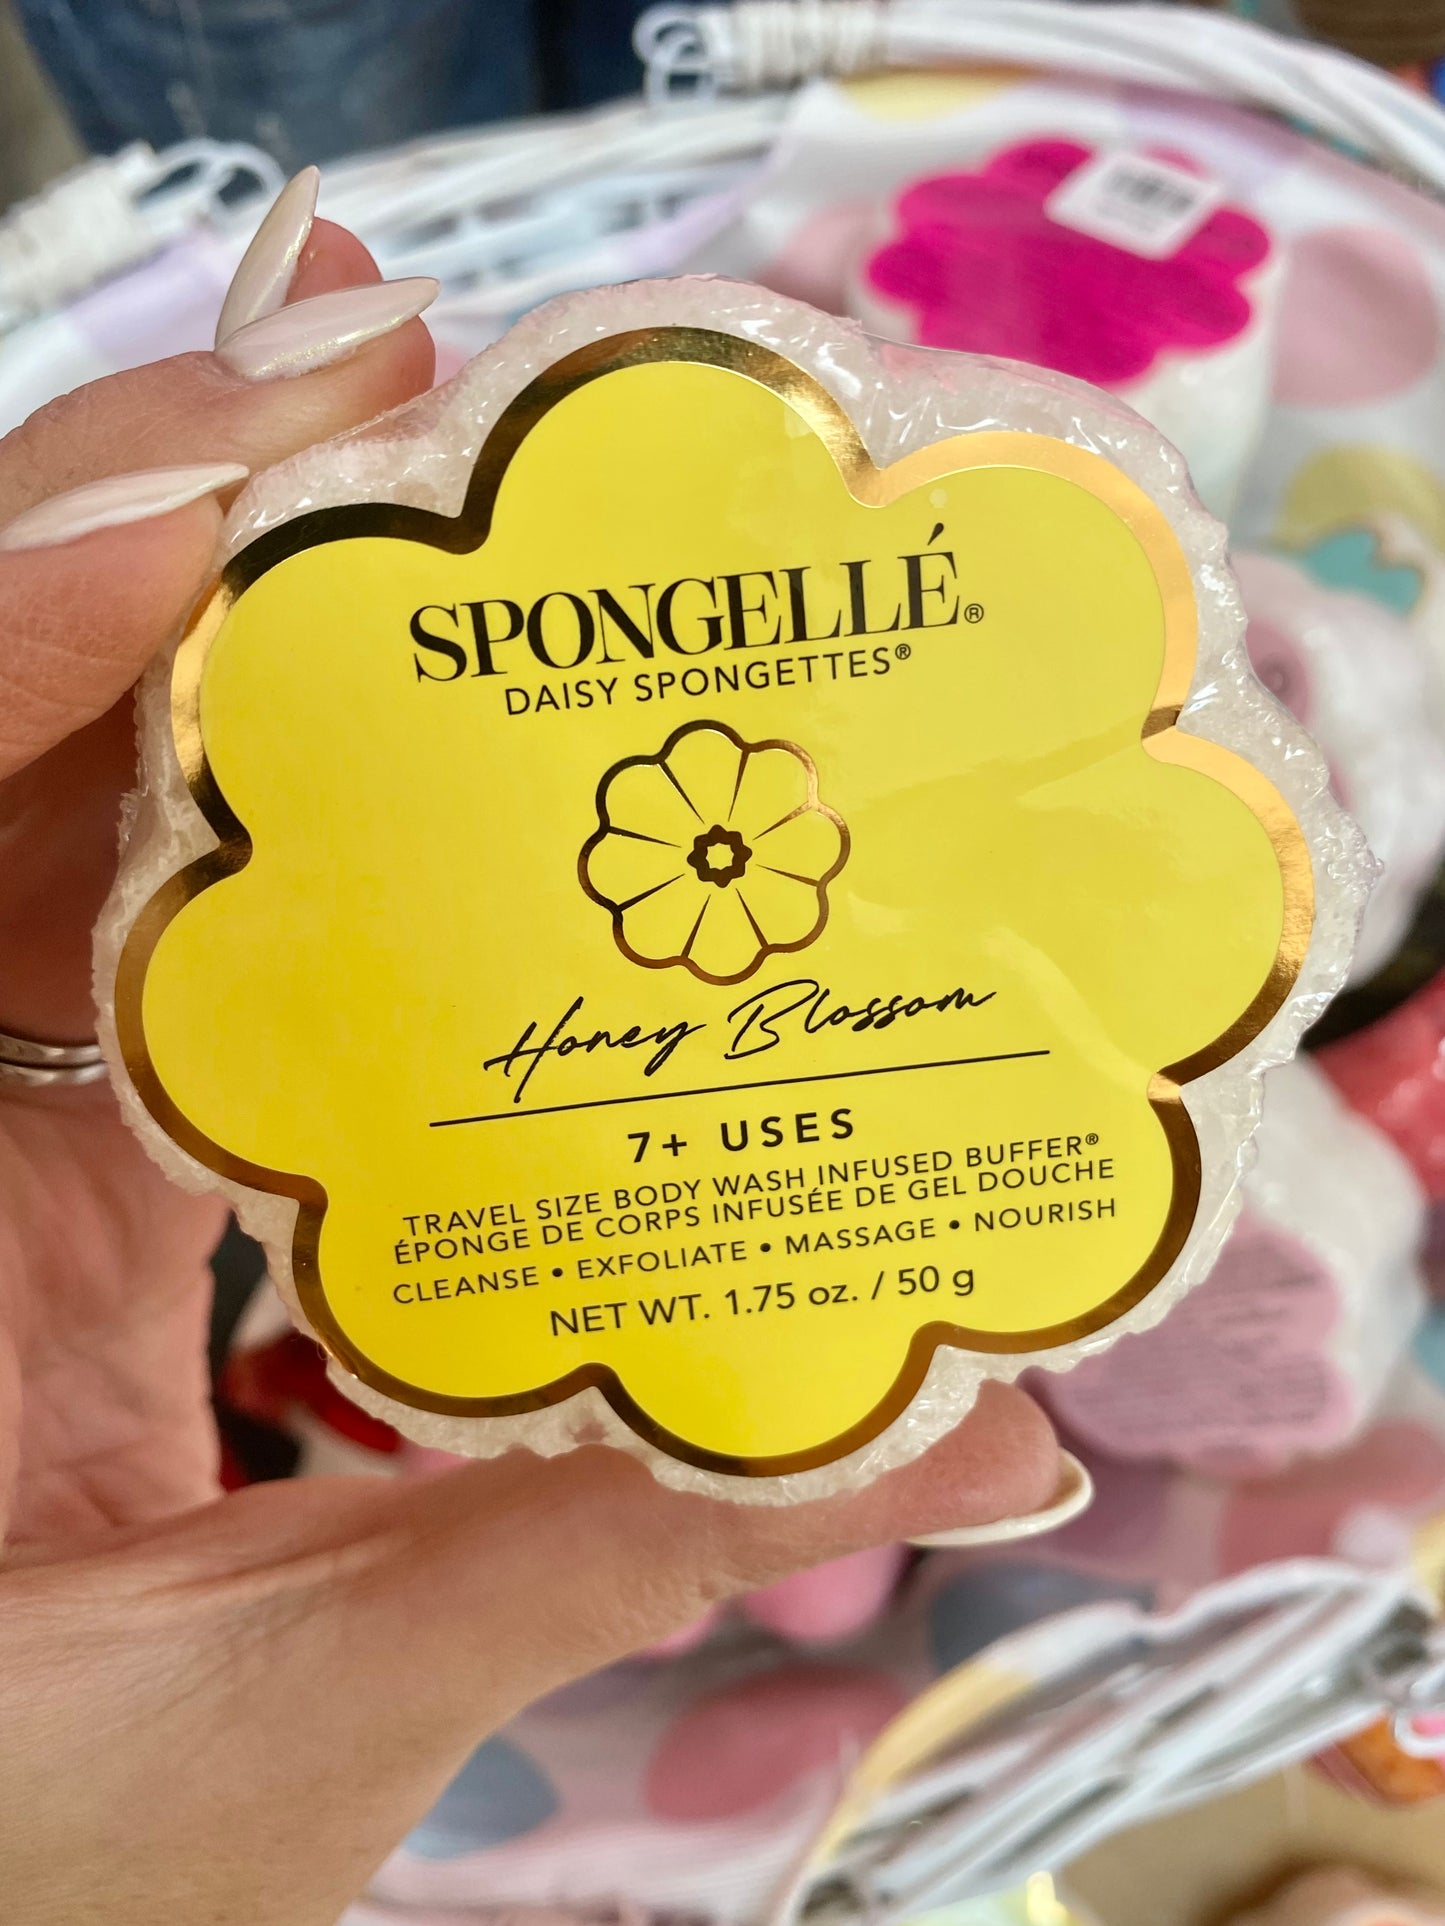 SPONGELLÉ®
DAISY SPONGETTES®
Honey Blossom
7+ USES
TRAVEL SIZE BODY WASH INFUSED BUFFER®
ÉPONGE DE CORPS INFUSÉE DE GEL DOUCHE
CLEANSE • EXFOLIATE • MASSAGE • NOURISH
NET WT. 1.75 oz. / 50 g